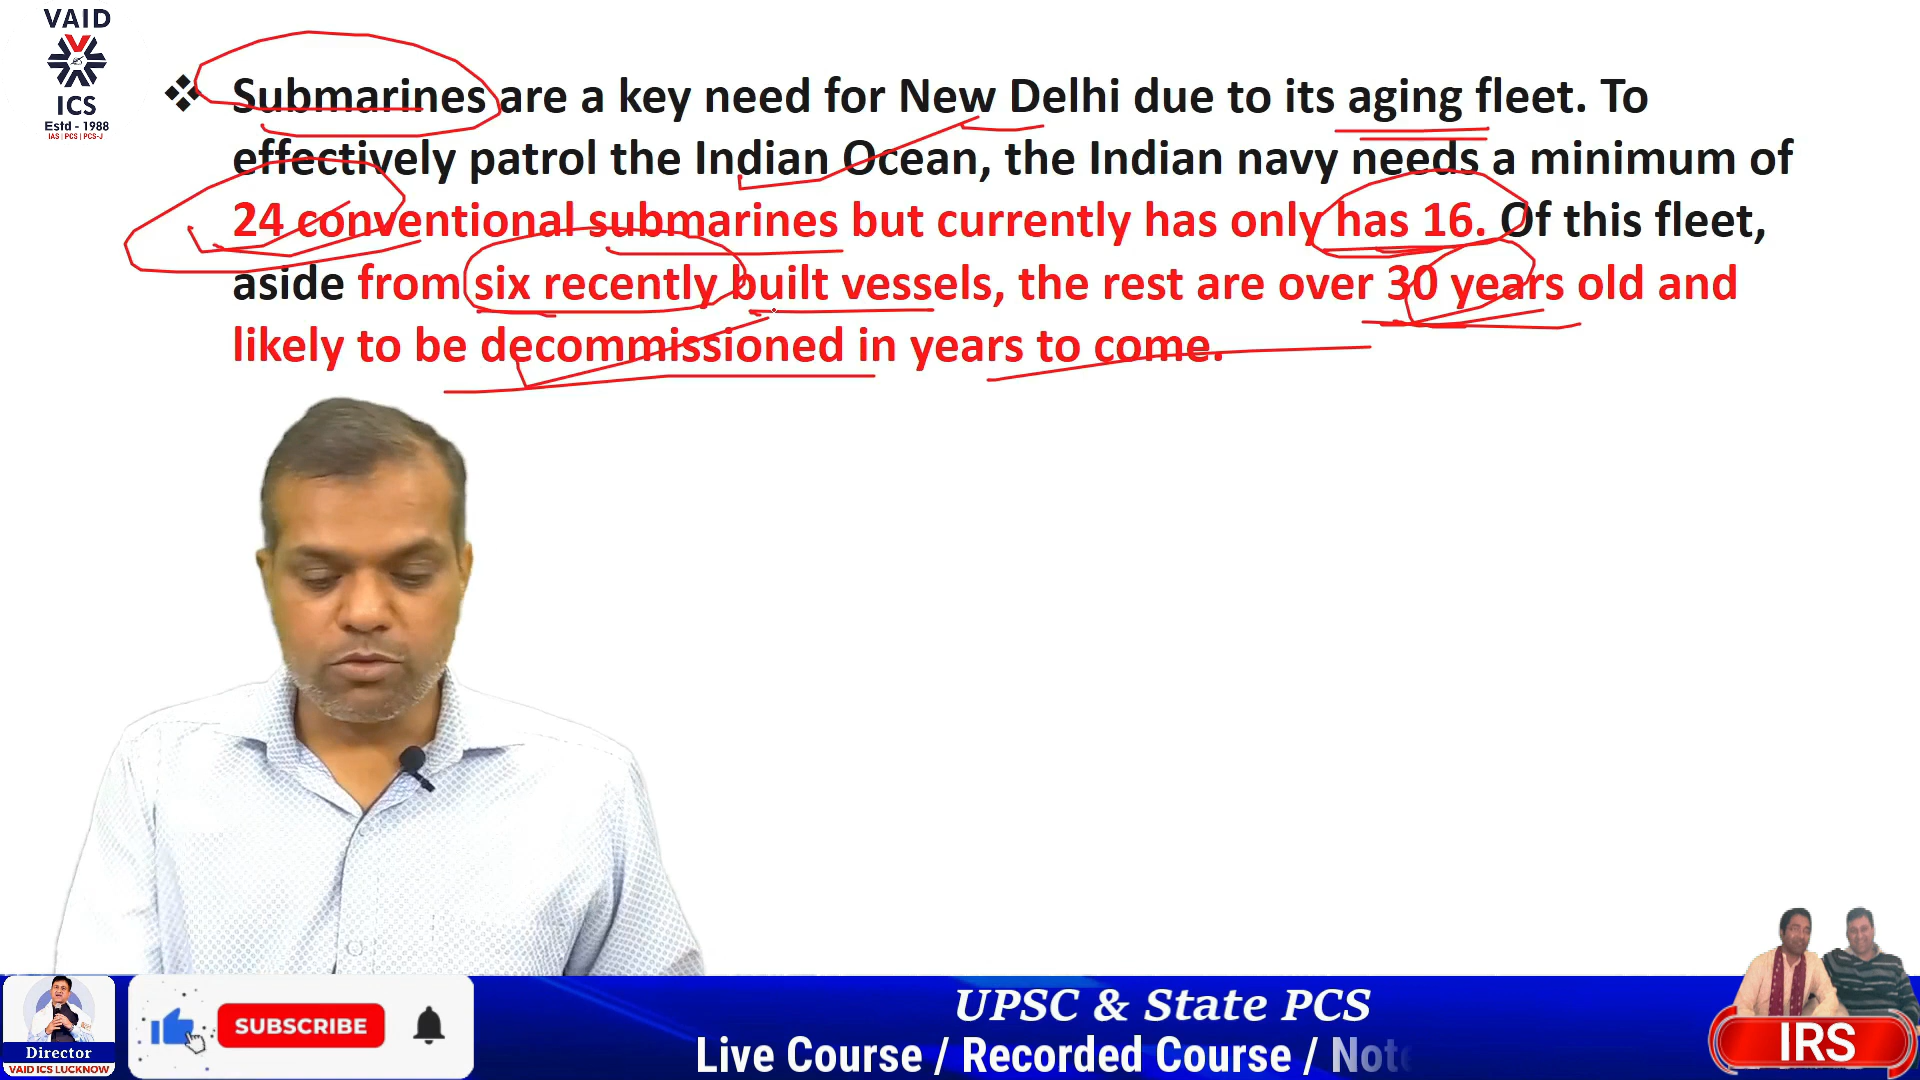 VAID
ICS
Estd - 1988
IAS | PCS | PCS-J
Submarines are a key need for New Delhi due to its aging fleet. To
effectively patrol the Indian Ocean, the Indian navy needs a minimum of
24 conventional submarines but currently has only has 16. Of this fleet,
aside from six recently built vessels, the rest are over 30 years old and
likely to be decommissioned in years to come.
Director
VAID ICS LUCKNOW
SUBSCRIBE
UPSC & State PCS
Live Course / Recorded Course / Note
IRS